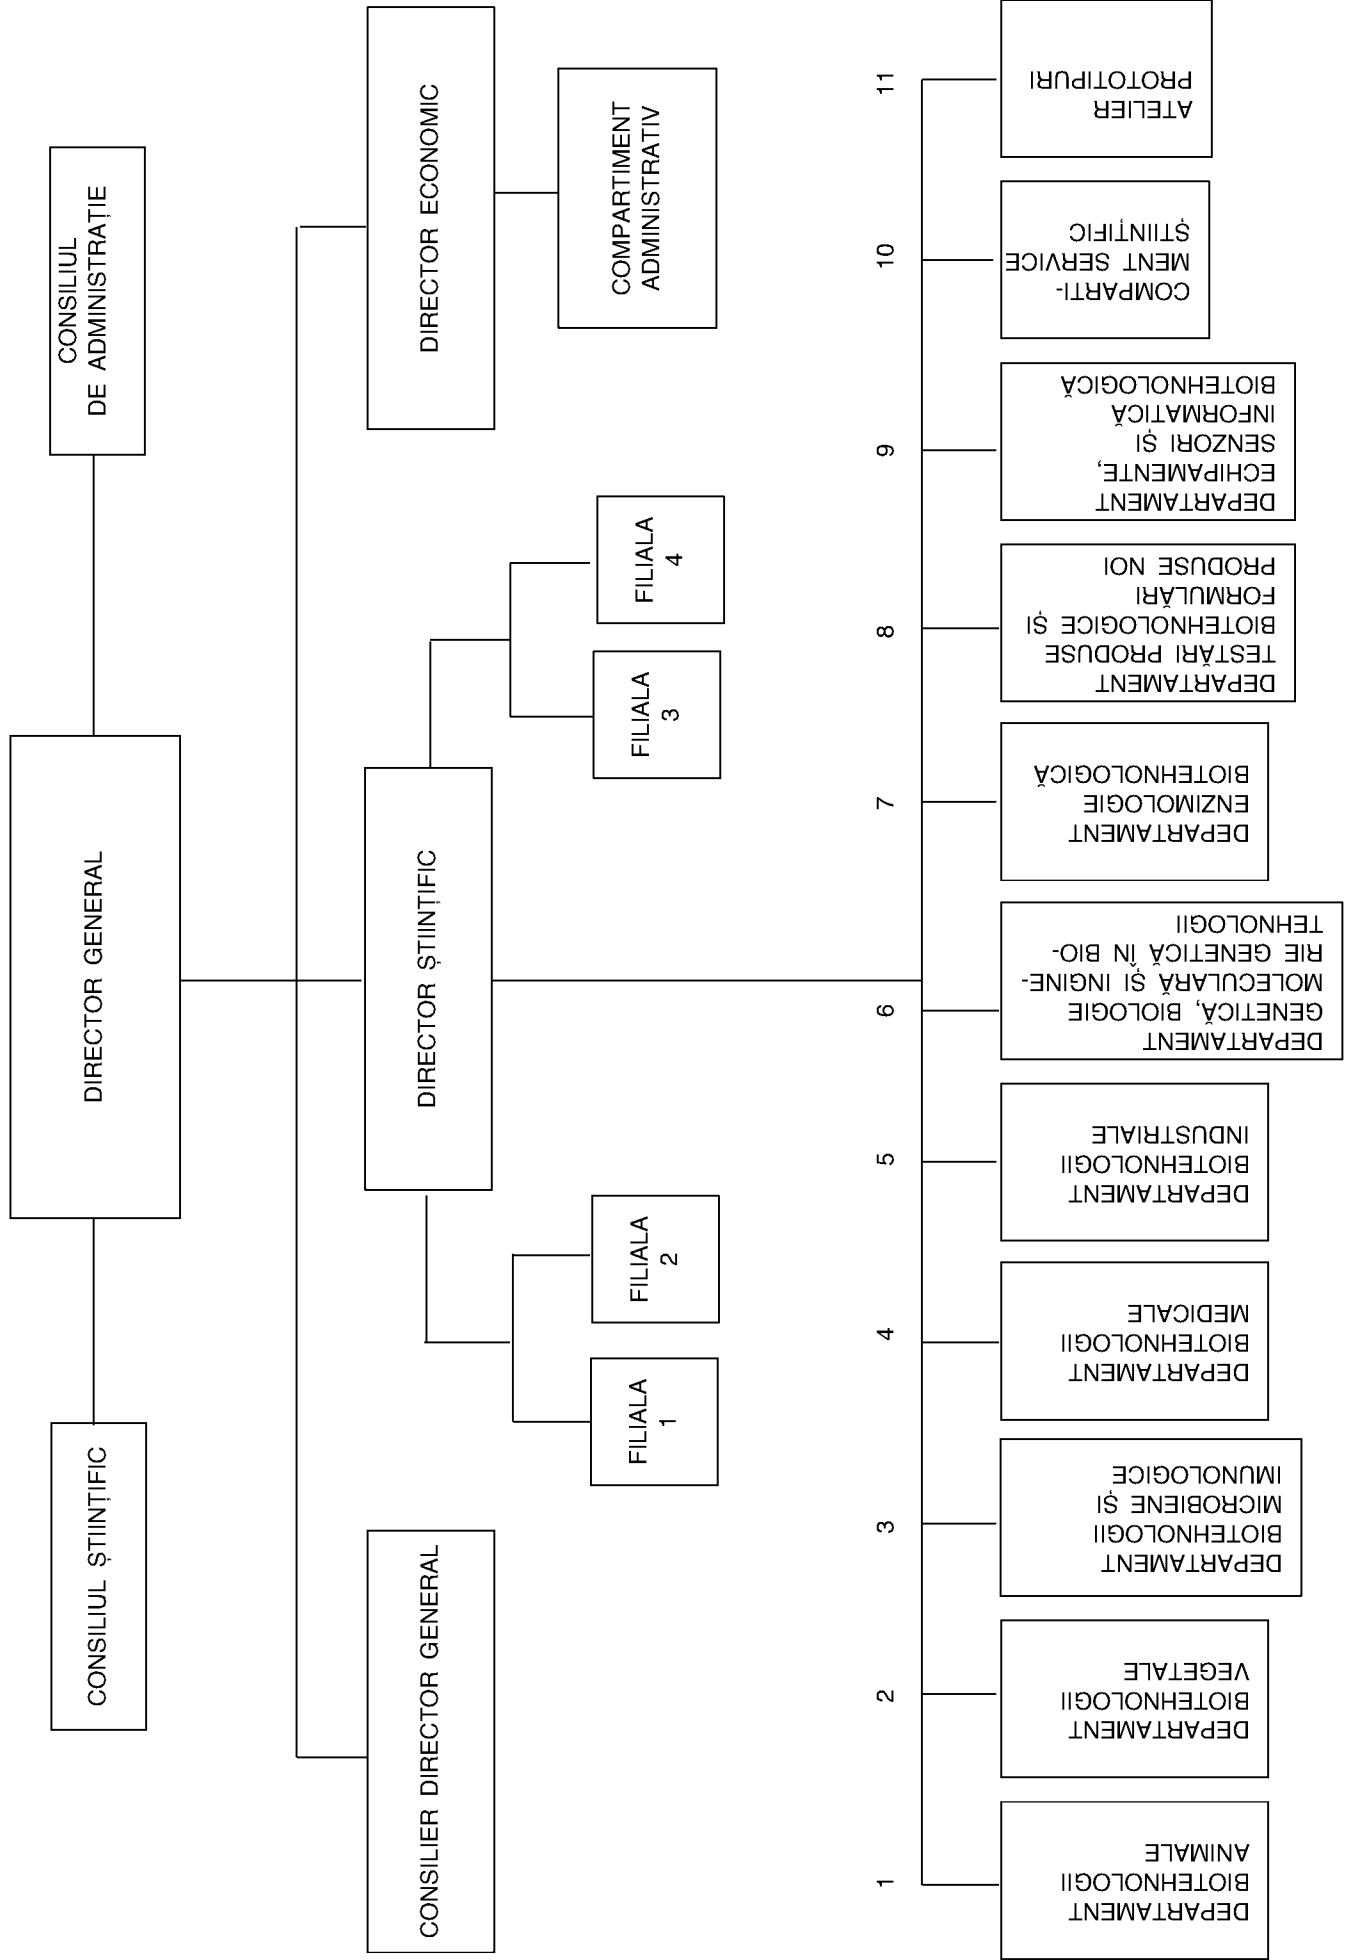 CONSILIUL ȘTIINȚIFIC
DIRECTOR GENERAL
CONSILIUL
DE ADMINISTRAȚIE
CONSILIER DIRECTOR GENERAL
DIRECTOR ȘTIINȚIFIC
DIRECTOR ECONOMIC
FILIALA
1
FILIALA
2
FILIALA
3
FILIALA
4
COMPARTIMENT
ADMINISTRATIV
1
2
3
4
5
6
7
8
9
10
11
DEPARTAMENT
BIOTEHNOLOGII
ANIMALE
DEPARTAMENT
BIOTEHNOLOGII
VEGETALE
DEPARTAMENT
BIOTEHNOLOGII
MICROBIENE ȘI
IMUNOLOGICE
DEPARTAMENT
BIOTEHNOLOGII
MEDICALE
DEPARTAMENT
BIOTEHNOLOGII
INDUSTRIALE
DEPARTAMENT
GENETICĂ, BIOLOGIE
MOLECULARĂ ȘI INGINE-
RIE GENETICĂ ÎN BIO-
TEHNOLOGII
DEPARTAMENT
ENZIMOLOGIE
BIOTEHNOLOGICĂ
DEPARTAMENT
TESTĂRI PRODUSE
BIOTEHNOLOGICE ȘI
FORMULĂRI
PRODUSE NOI
DEPARTAMENT
ECHIPAMENTE,
SENZORI ȘI
INFORMATICĂ
BIOTEHNOLOGICĂ
COMPARTI-
MENT SERVICE
ȘTIINȚIFIC
ATELIER
PROTOTIPURI